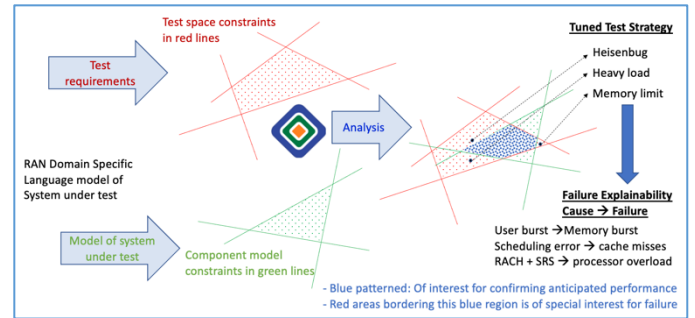 Test space constraints
in red lines
Tuned Test Strategy
Test
requirements
Heisenbug
Heavy load
Memory limit
Analysis
RAN Domain Specific
Language model of
System under test
Failure Explainability
Cause → Failure
User burst →Memory burst
Scheduling error → cache misses
RACH + SRS → processor overload
Model of system
under test
Component model
constraints in green lines
- Blue patterned: Of interest for confirming anticipated performance
- Red areas bordering this blue region is of special interest for failure